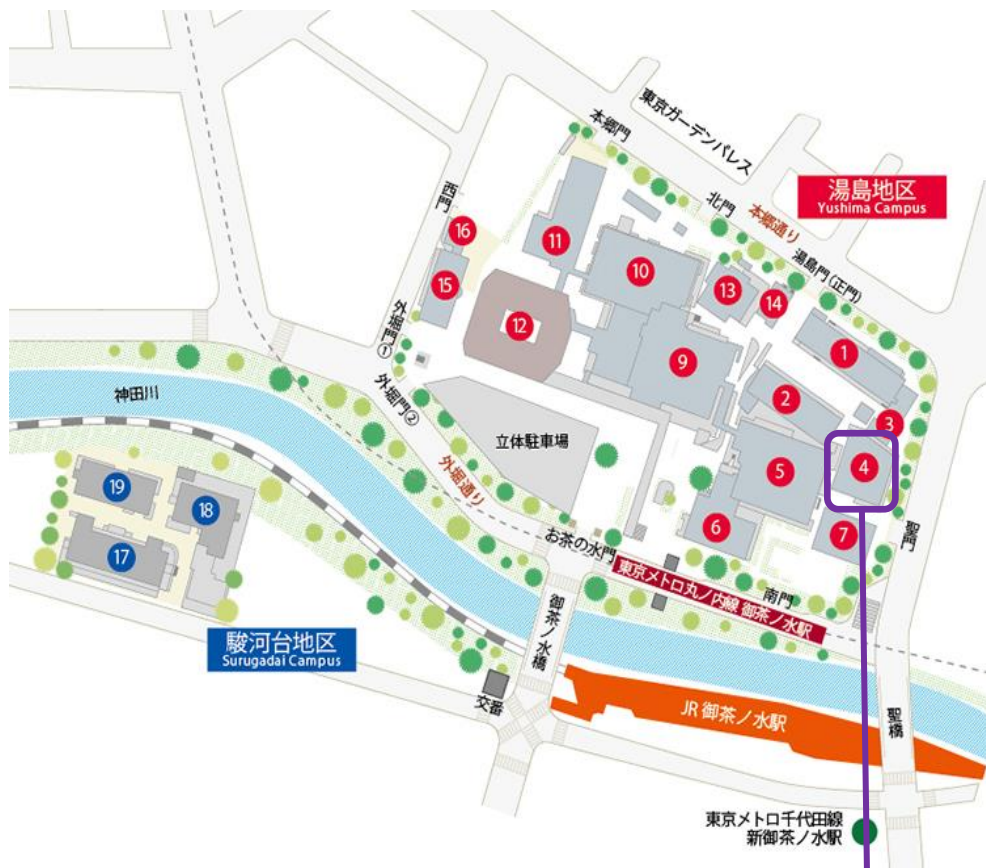 東京ガーデンパレス
本郷門
北門
本郷通り
湯島地区
Yushima Campus
湯島門(正門)
西門
16
15
11
10
13
14
12
9
1
2
3
外堀門①
外堀門②
神田川
立体駐車場
5
4
外堀通り
6
7
聖門
19
18
17
お茶の水門
南門
東京メトロ丸ノ内線 御茶ノ水駅
御茶ノ水橋
駿河台地区
Surugadai Campus
交番
JR 御茶ノ水駅
聖橋
東京メトロ千代田線
新御茶ノ水駅